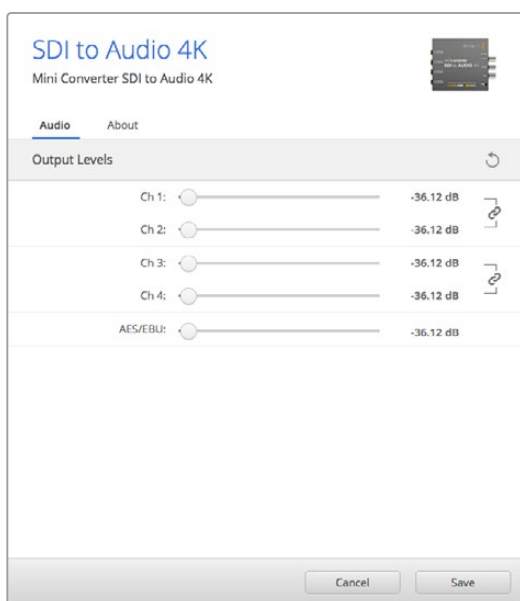 SDI to Audio 4K
Mini Converter SDI to Audio 4K
Audio About
Output Levels
Ch 1: -36.12 dB
Ch 2: -36.12 dB
Ch 3: -36.12 dB
Ch 4: -36.12 dB
AES/EBU: -36.12 dB
Cancel Save